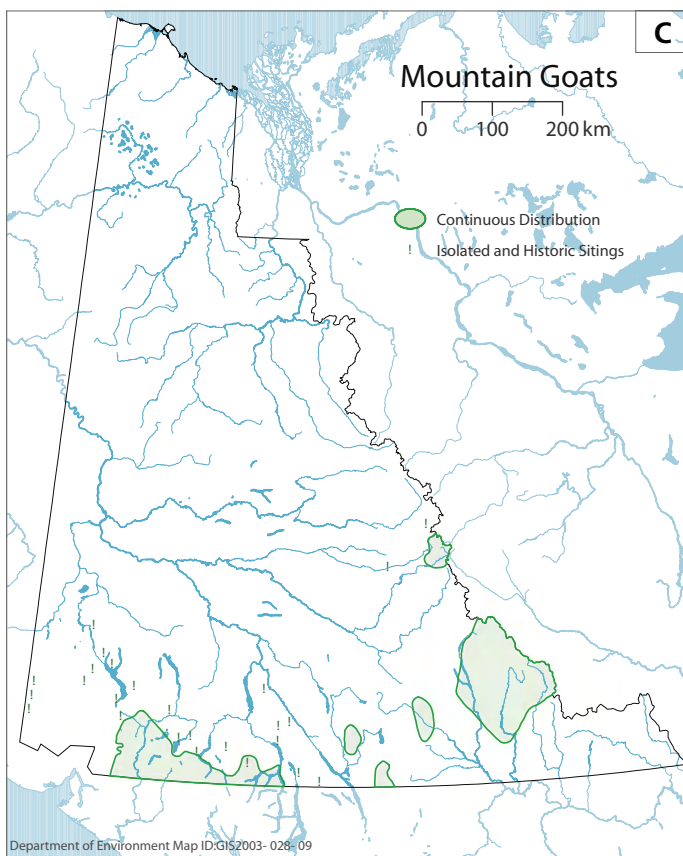 C
Mountain Goats
0 100 200 km
Continuous Distribution
! Isolated and Historic Sitings
Department of Environment Map ID:GIS2003- 028- 09